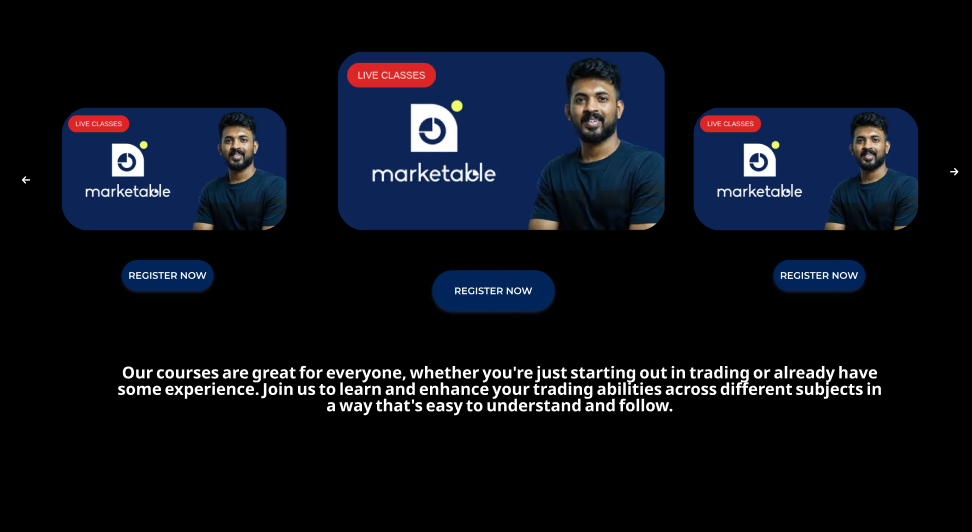 LIVE CLASSES
marketable
LIVE CLASSES
marketable
LIVE CLASSES
marketable
REGISTER NOW
REGISTER NOW
REGISTER NOW
Our courses are great for everyone, whether you're just starting out in trading or already have
some experience. Join us to learn and enhance your trading abilities across different subjects in
a way that's easy to understand and follow.